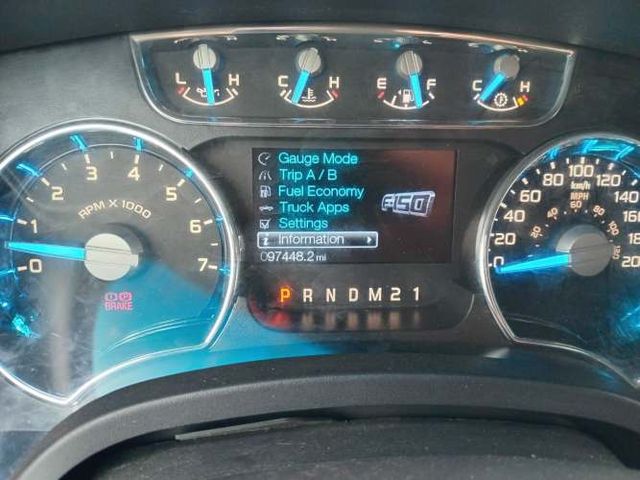 L H C H E F C H
Gauge Mode
Trip A / B
Fuel Economy
Truck Apps
Settings
Information
097448.2 mi
F150
0 1 2 3 4 5 6 7
RPM X 1000
BRAKE
P R N D M 2 1
0 20 40 60 80 100 120 140
km/h
MPH